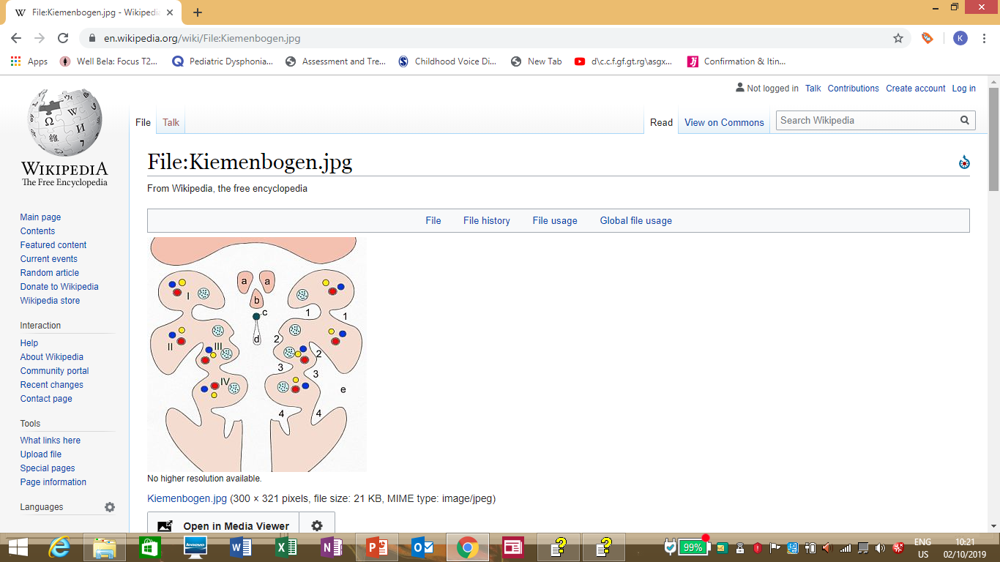 File:Kiemenbogen.jpg - Wikipedi
en.wikipedia.org/wiki/File:Kiemenbogen.jpg
K
Apps Well Bela: Focus T2... Pediatric Dysphonia... Assessment and Tre... Childhood Voice Di... New Tab d\c.c.f.gf.gt.rg\asgx... Confirmation & Itin...
Not logged in Talk Contributions Create account Log in
File Talk Read View on Commons Search Wikipedia
WIKIPEDIA
The Free Encyclopedia
File:Kiemenbogen.jpg
From Wikipedia, the free encyclopedia
File File history File usage Global file usage
Main page
Contents
Featured content
Current events
Random article
Donate to Wikipedia
Wikipedia store
Interaction
Help
About Wikipedia
Community portal
Recent changes
Contact page
Tools
What links here
Upload file
Special pages
Page information
Languages
a a
I b
c 1 1
II III d 2 2
3 3
IV e
4 4
No higher resolution available.
Kiemenbogen.jpg (300 × 321 pixels, file size: 21 KB, MIME type: image/jpeg)
Open in Media Viewer
99% ENG 10:21
US 02/10/2019